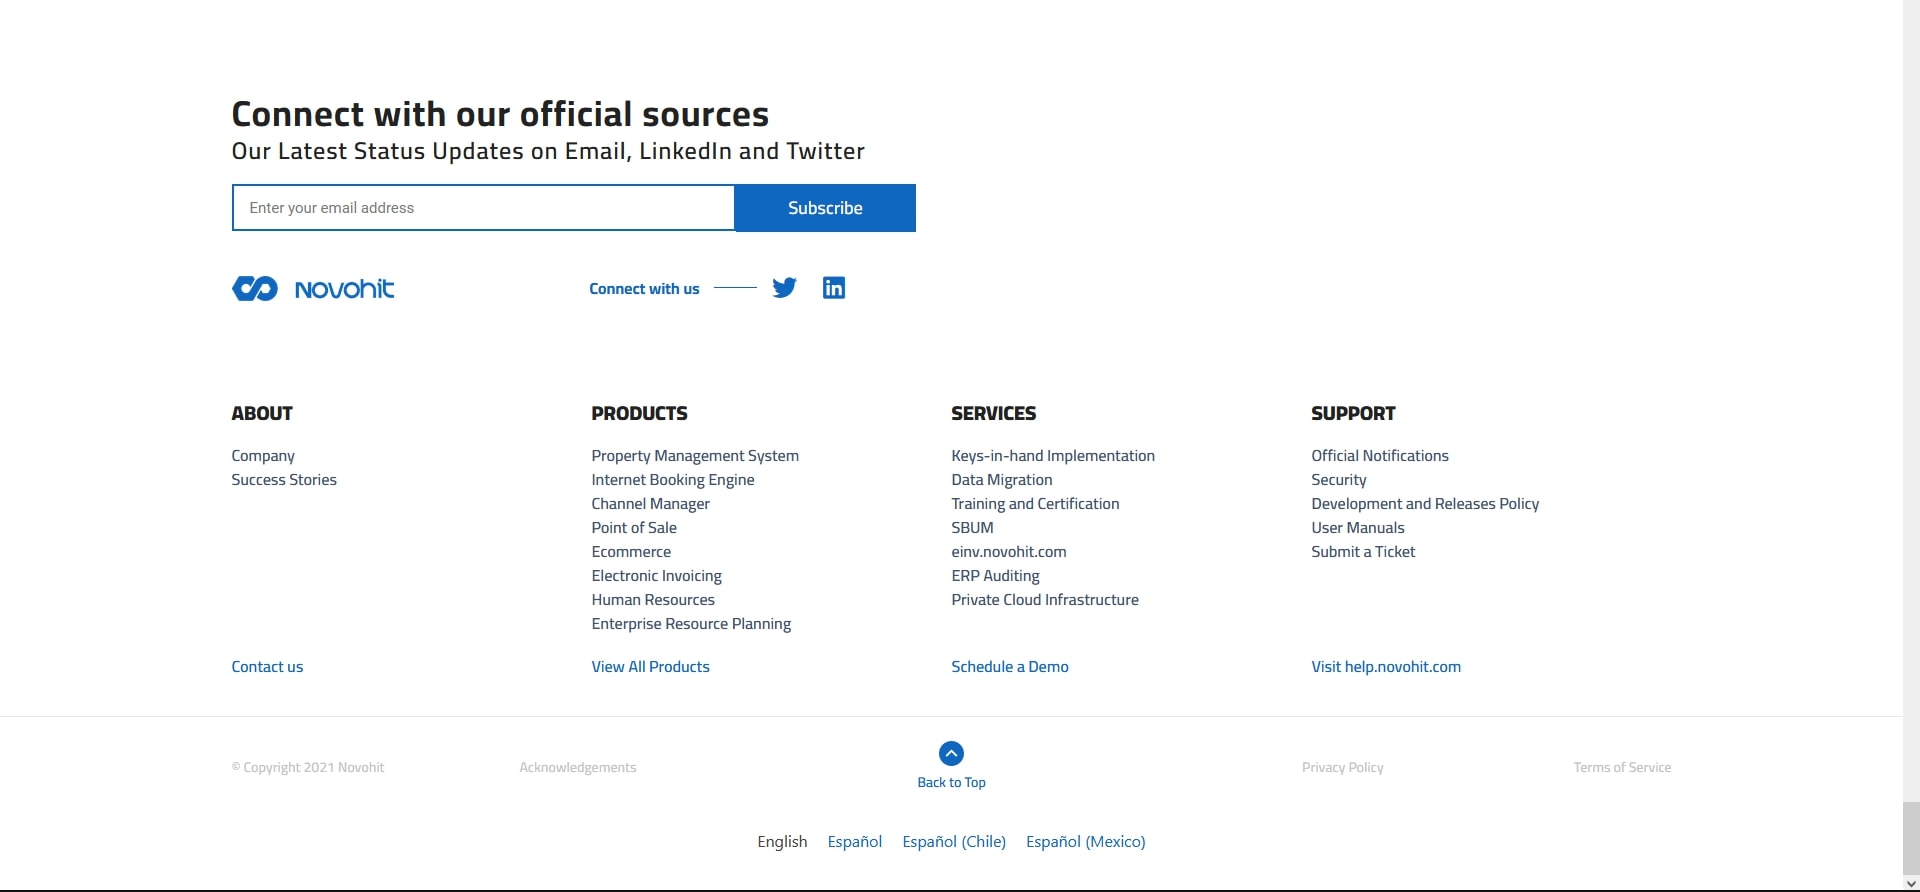 Connect with our official sources
Our Latest Status Updates on Email, LinkedIn and Twitter
Enter your email address
Subscribe
novohit
Connect with us
in
ABOUT
Company
Success Stories
Contact us
PRODUCTS
Property Management System
Internet Booking Engine
Channel Manager
Point of Sale
Ecommerce
Electronic Invoicing
Human Resources
Enterprise Resource Planning
View All Products
SERVICES
Keys-in-hand Implementation
Data Migration
Training and Certification
SBUM
einv.novohit.com
ERP Auditing
Private Cloud Infrastructure
Schedule a Demo
SUPPORT
Official Notifications
Security
Development and Releases Policy
User Manuals
Submit a Ticket
Visit help.novohit.com
© Copyright 2021 Novohit
Acknowledgements
Back to Top
Privacy Policy
Terms of Service
English Español Español (Chile) Español (Mexico)